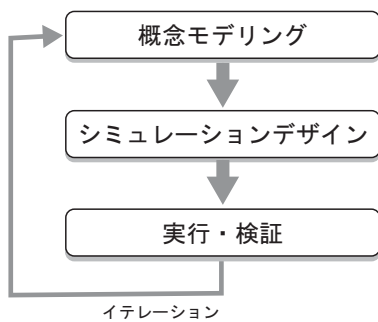 概念モデリング
シミュレーションデザイン
実行・検証
イテレーション